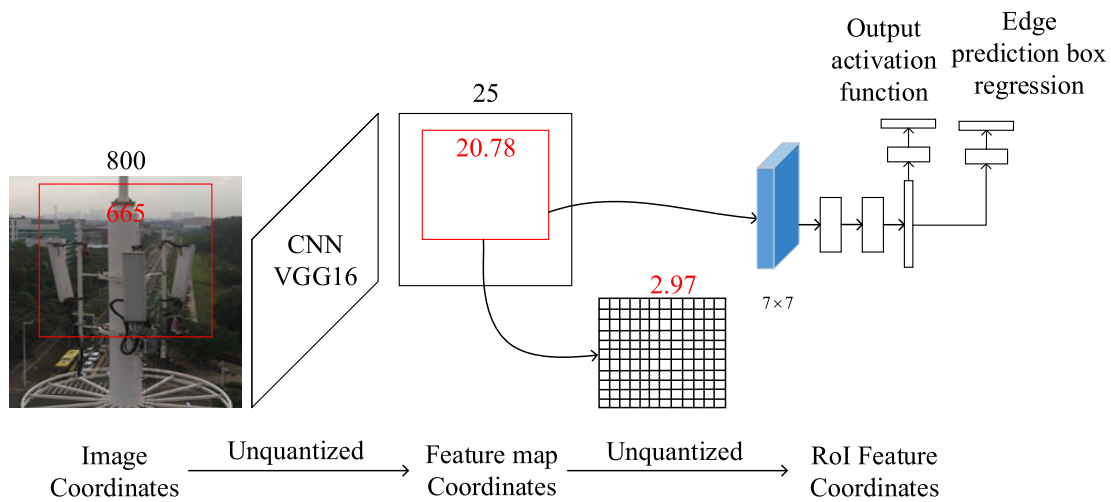 800
665
CNN
VGG16
25
20.78
2.97
7×7
Output
activation
function
Edge
prediction box
regression
Image
Coordinates
Unquantized
Feature map
Coordinates
Unquantized
RoI Feature
Coordinates